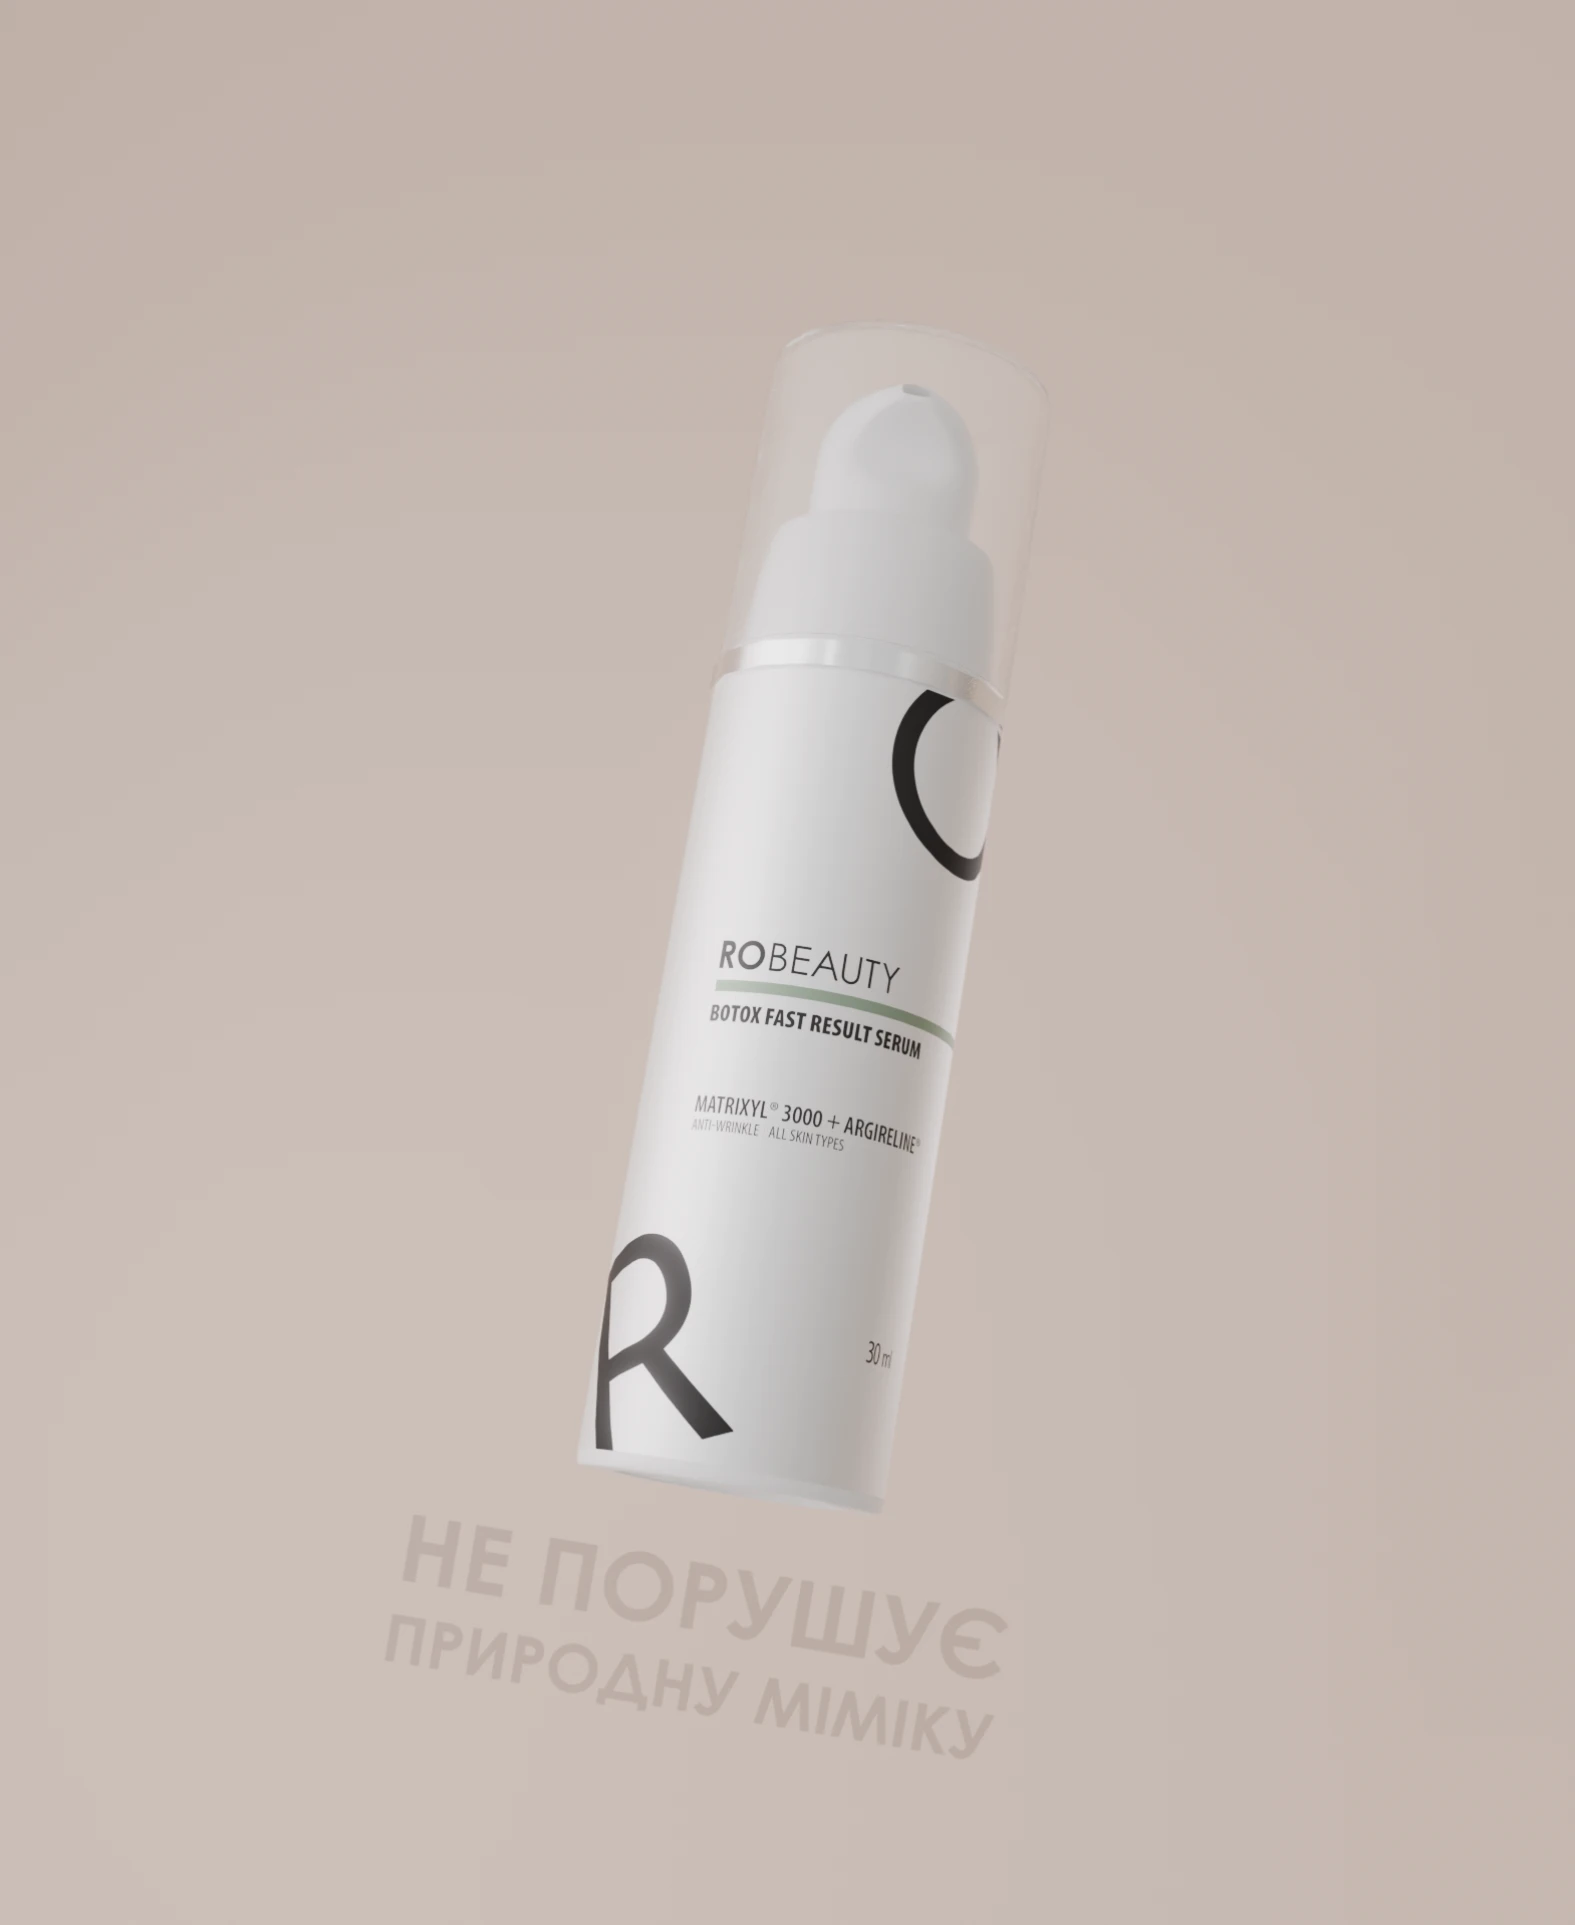 ROBEAUTY
BOTOX FAST RESULT SERUM
MATRIXYL® 3000 + ARGIRELINE®
ANTI-WRINKLE ALL SKIN TYPES
R
30 ml
НЕ ПОРУШУЄ
ПРИРОДНУ МІМІКУ